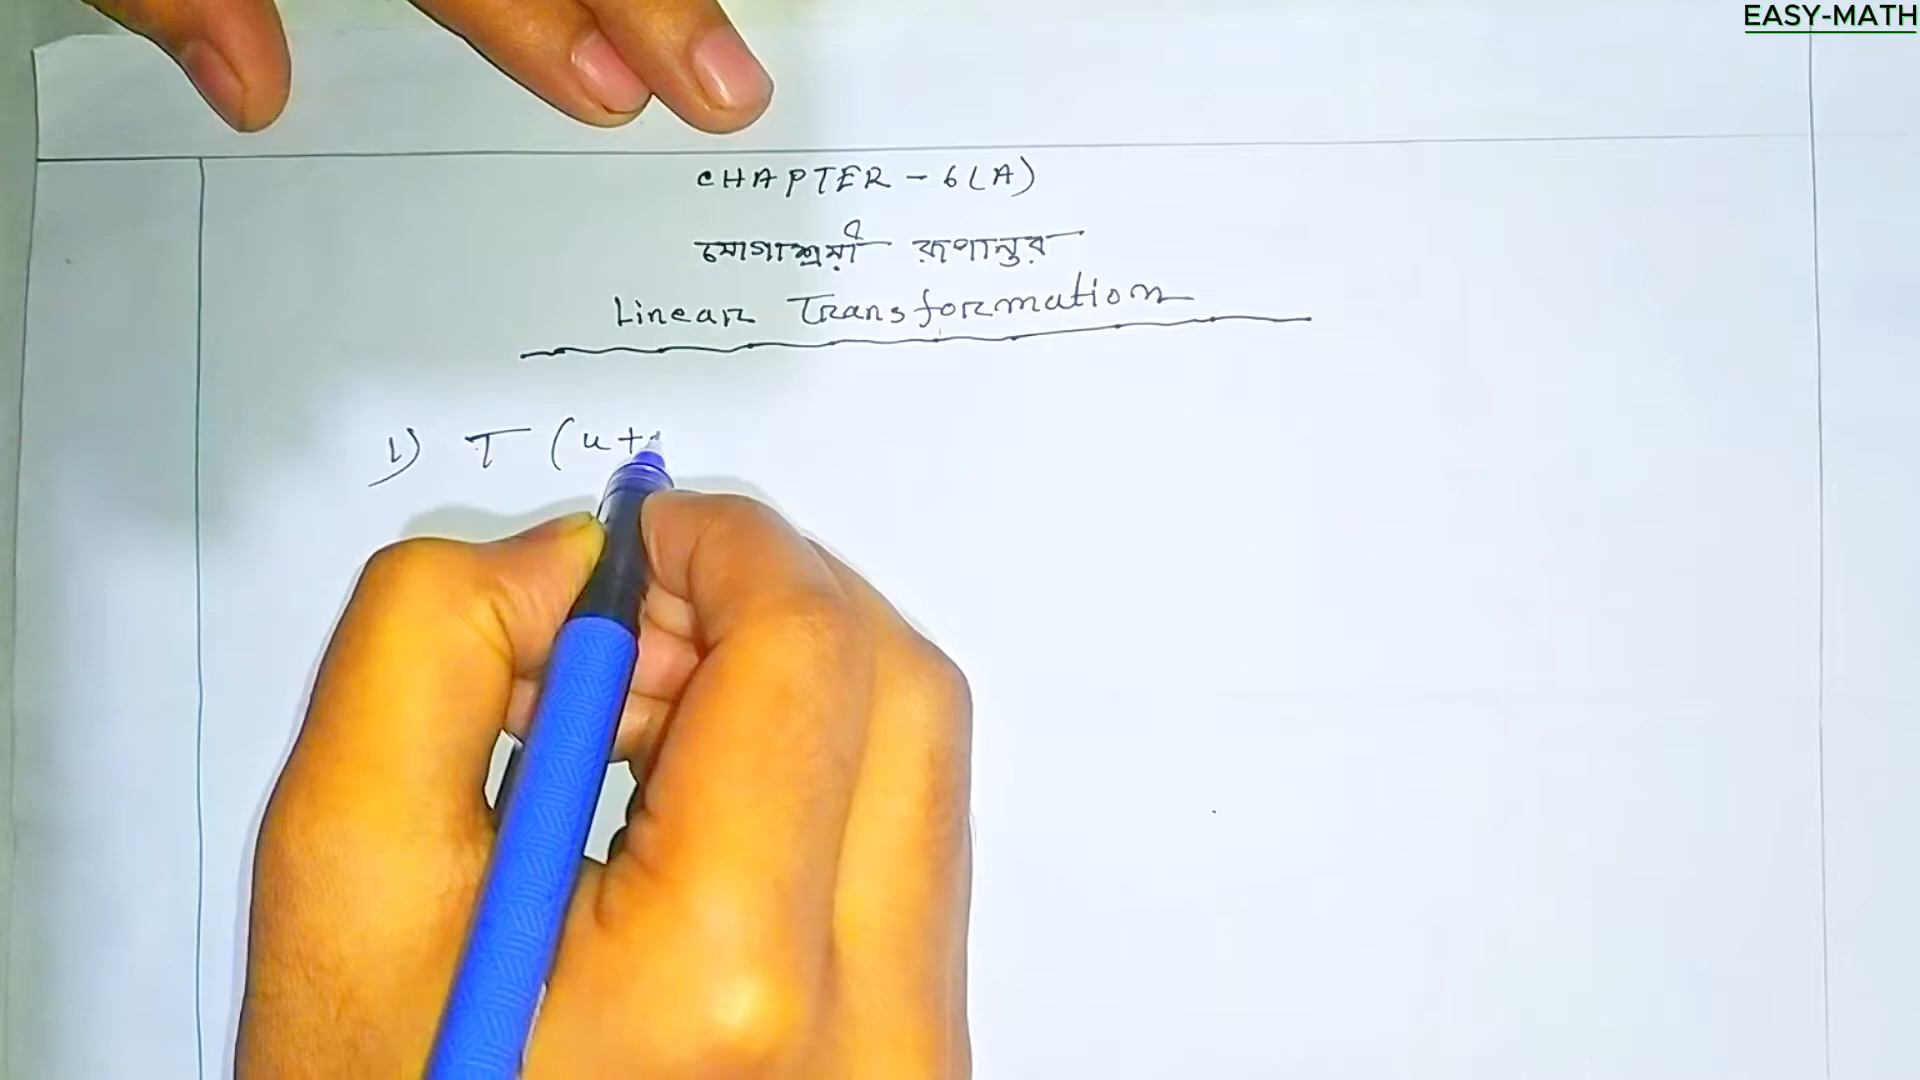 EASY-MATH
CHAPTER - 6(A)
যোগাশ্রয়ী রূপান্তর
Linear Transformation
1) T (u+